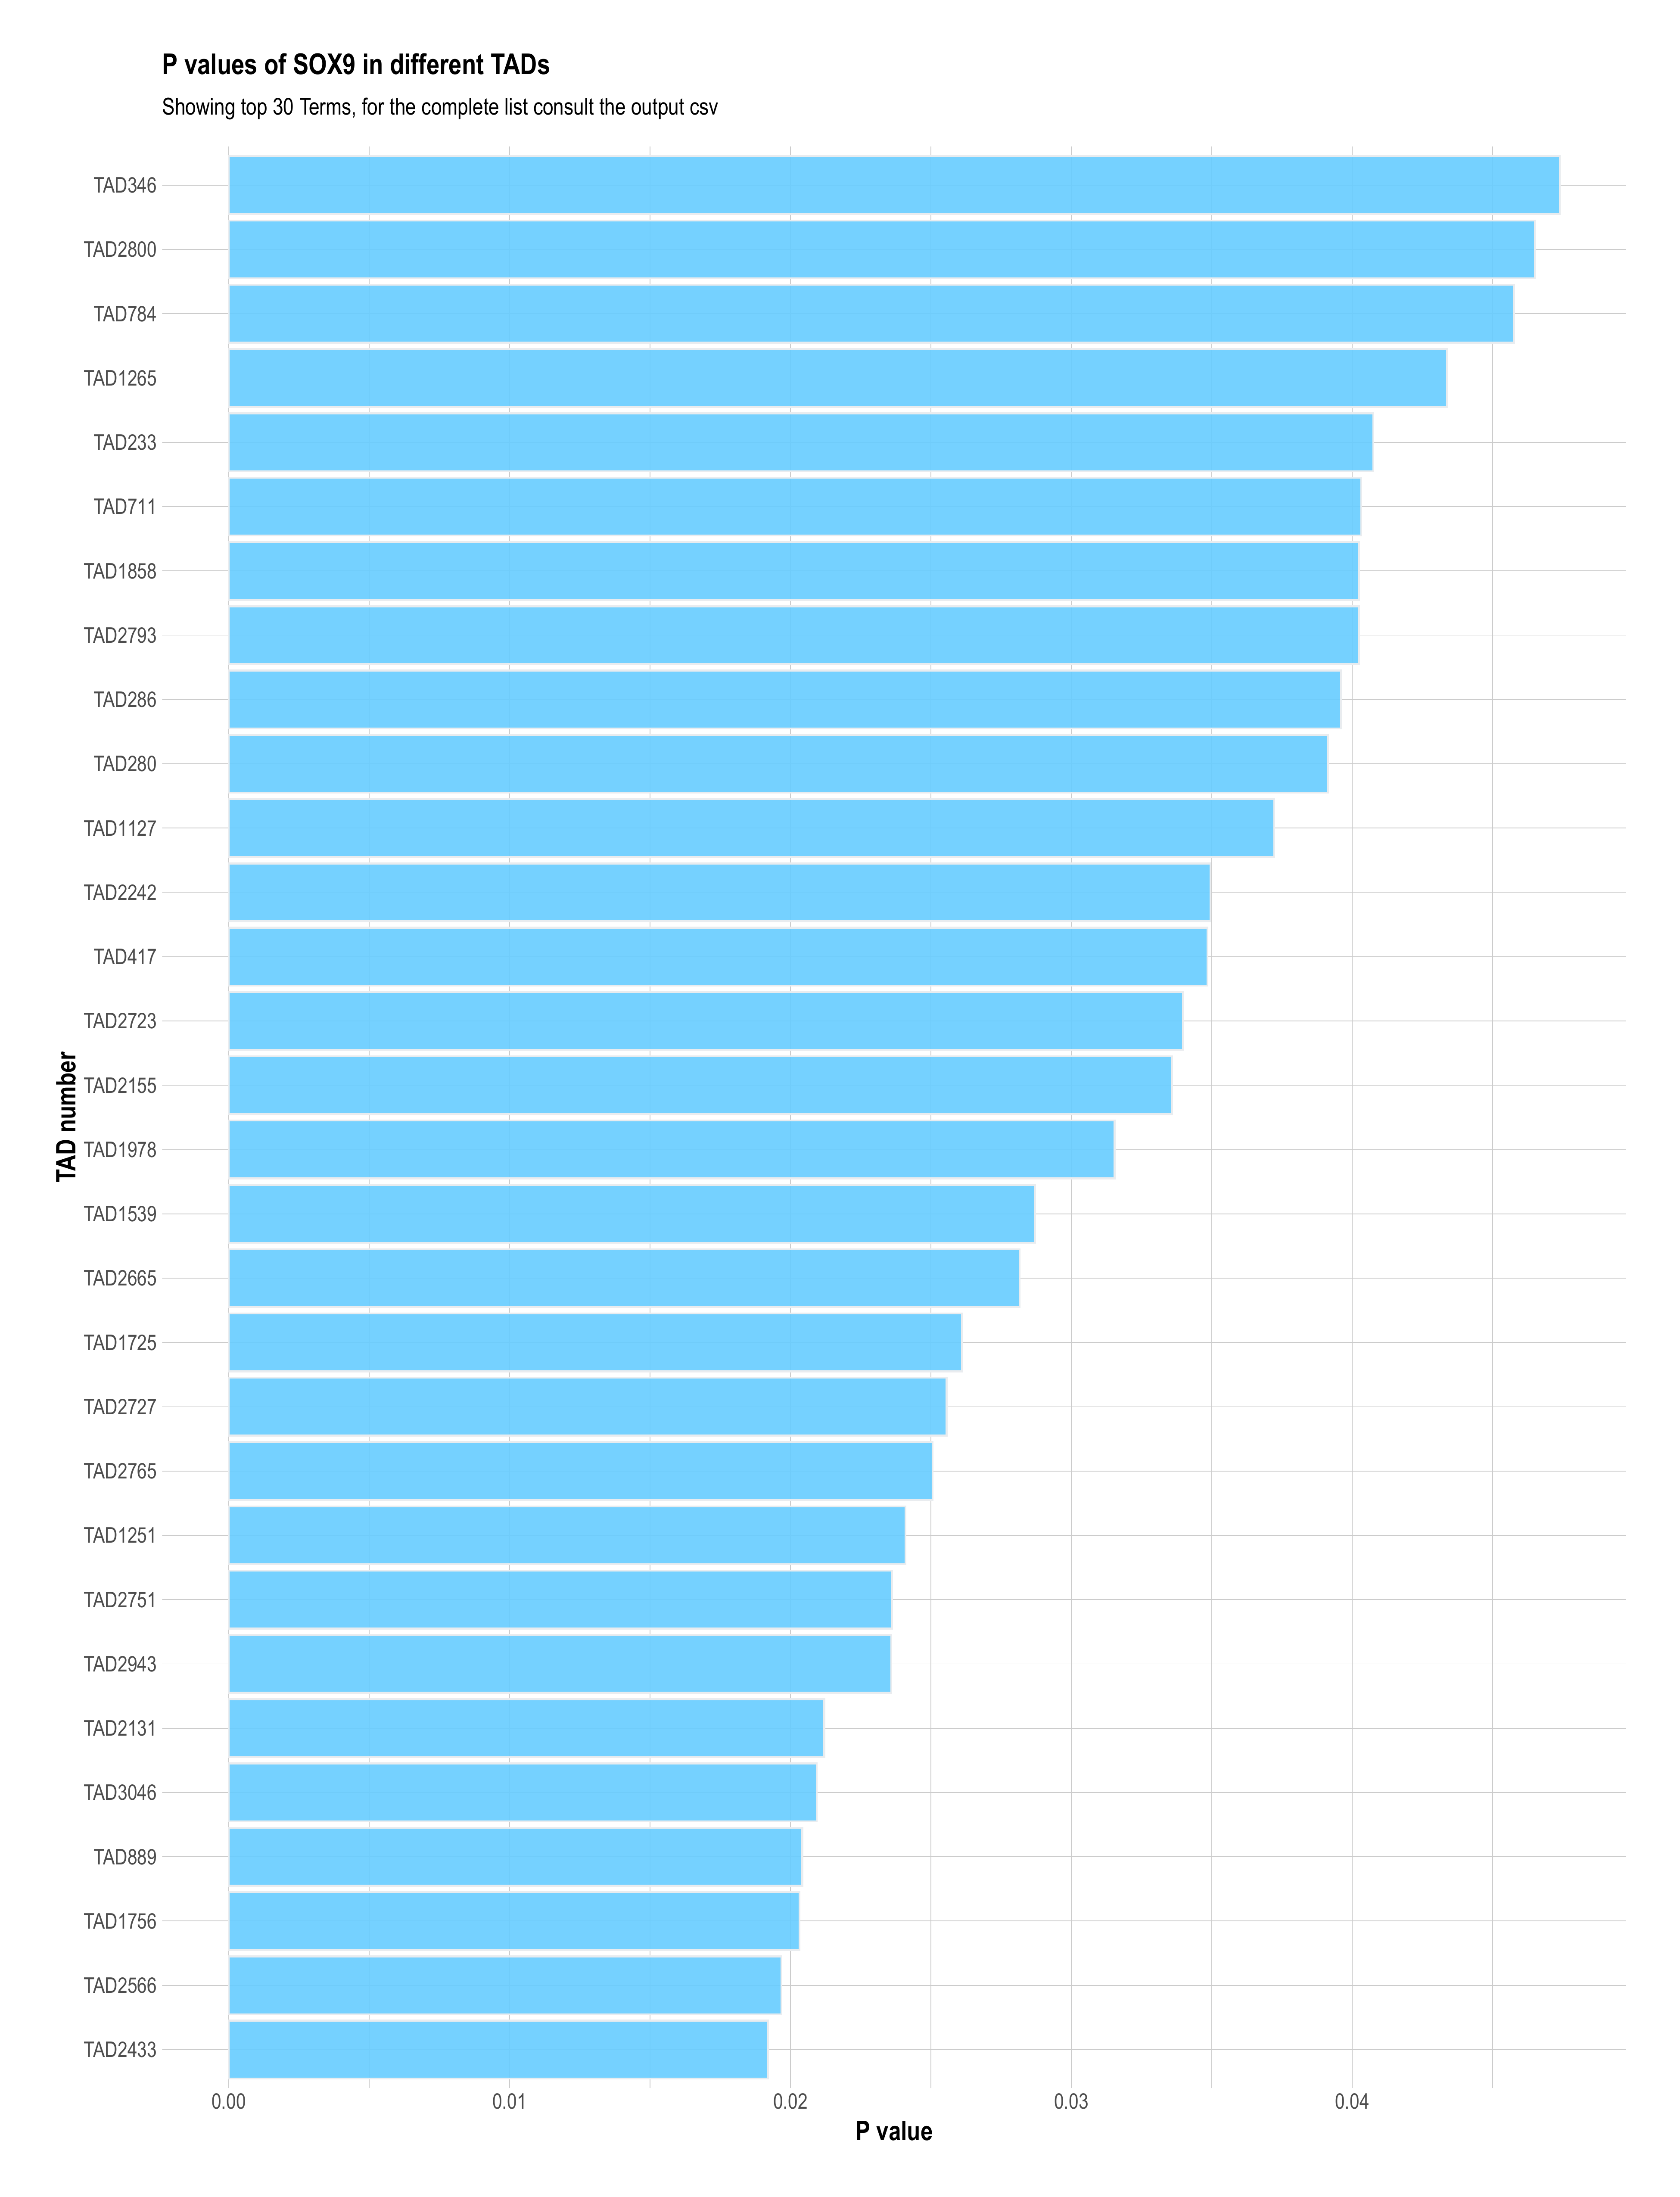 P values of SOX9 in different TADs
Showing top 30 Terms, for the complete list consult the output csv
TAD346
TAD2800
TAD784
TAD1265
TAD233
TAD711
TAD1858
TAD2793
TAD286
TAD280
TAD1127
TAD2242
TAD417
TAD2723
TAD2155
TAD1978
TAD1539
TAD2665
TAD1725
TAD2727
TAD2765
TAD1251
TAD2751
TAD2943
TAD2131
TAD3046
TAD889
TAD1756
TAD2566
TAD2433
TAD number
0.00 0.01 0.02 0.03 0.04
P value